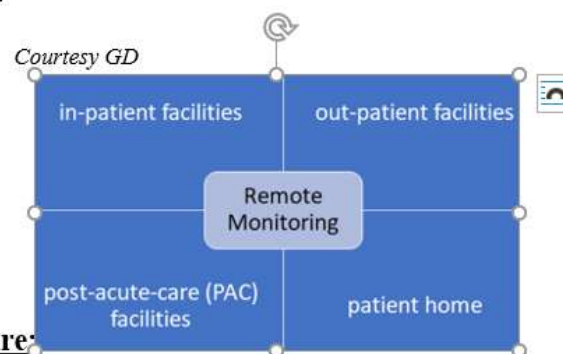 Courtesy GD
in-patient facilities
out-patient facilities
Remote
Monitoring
post-acute-care (PAC)
facilities
patient home
re: